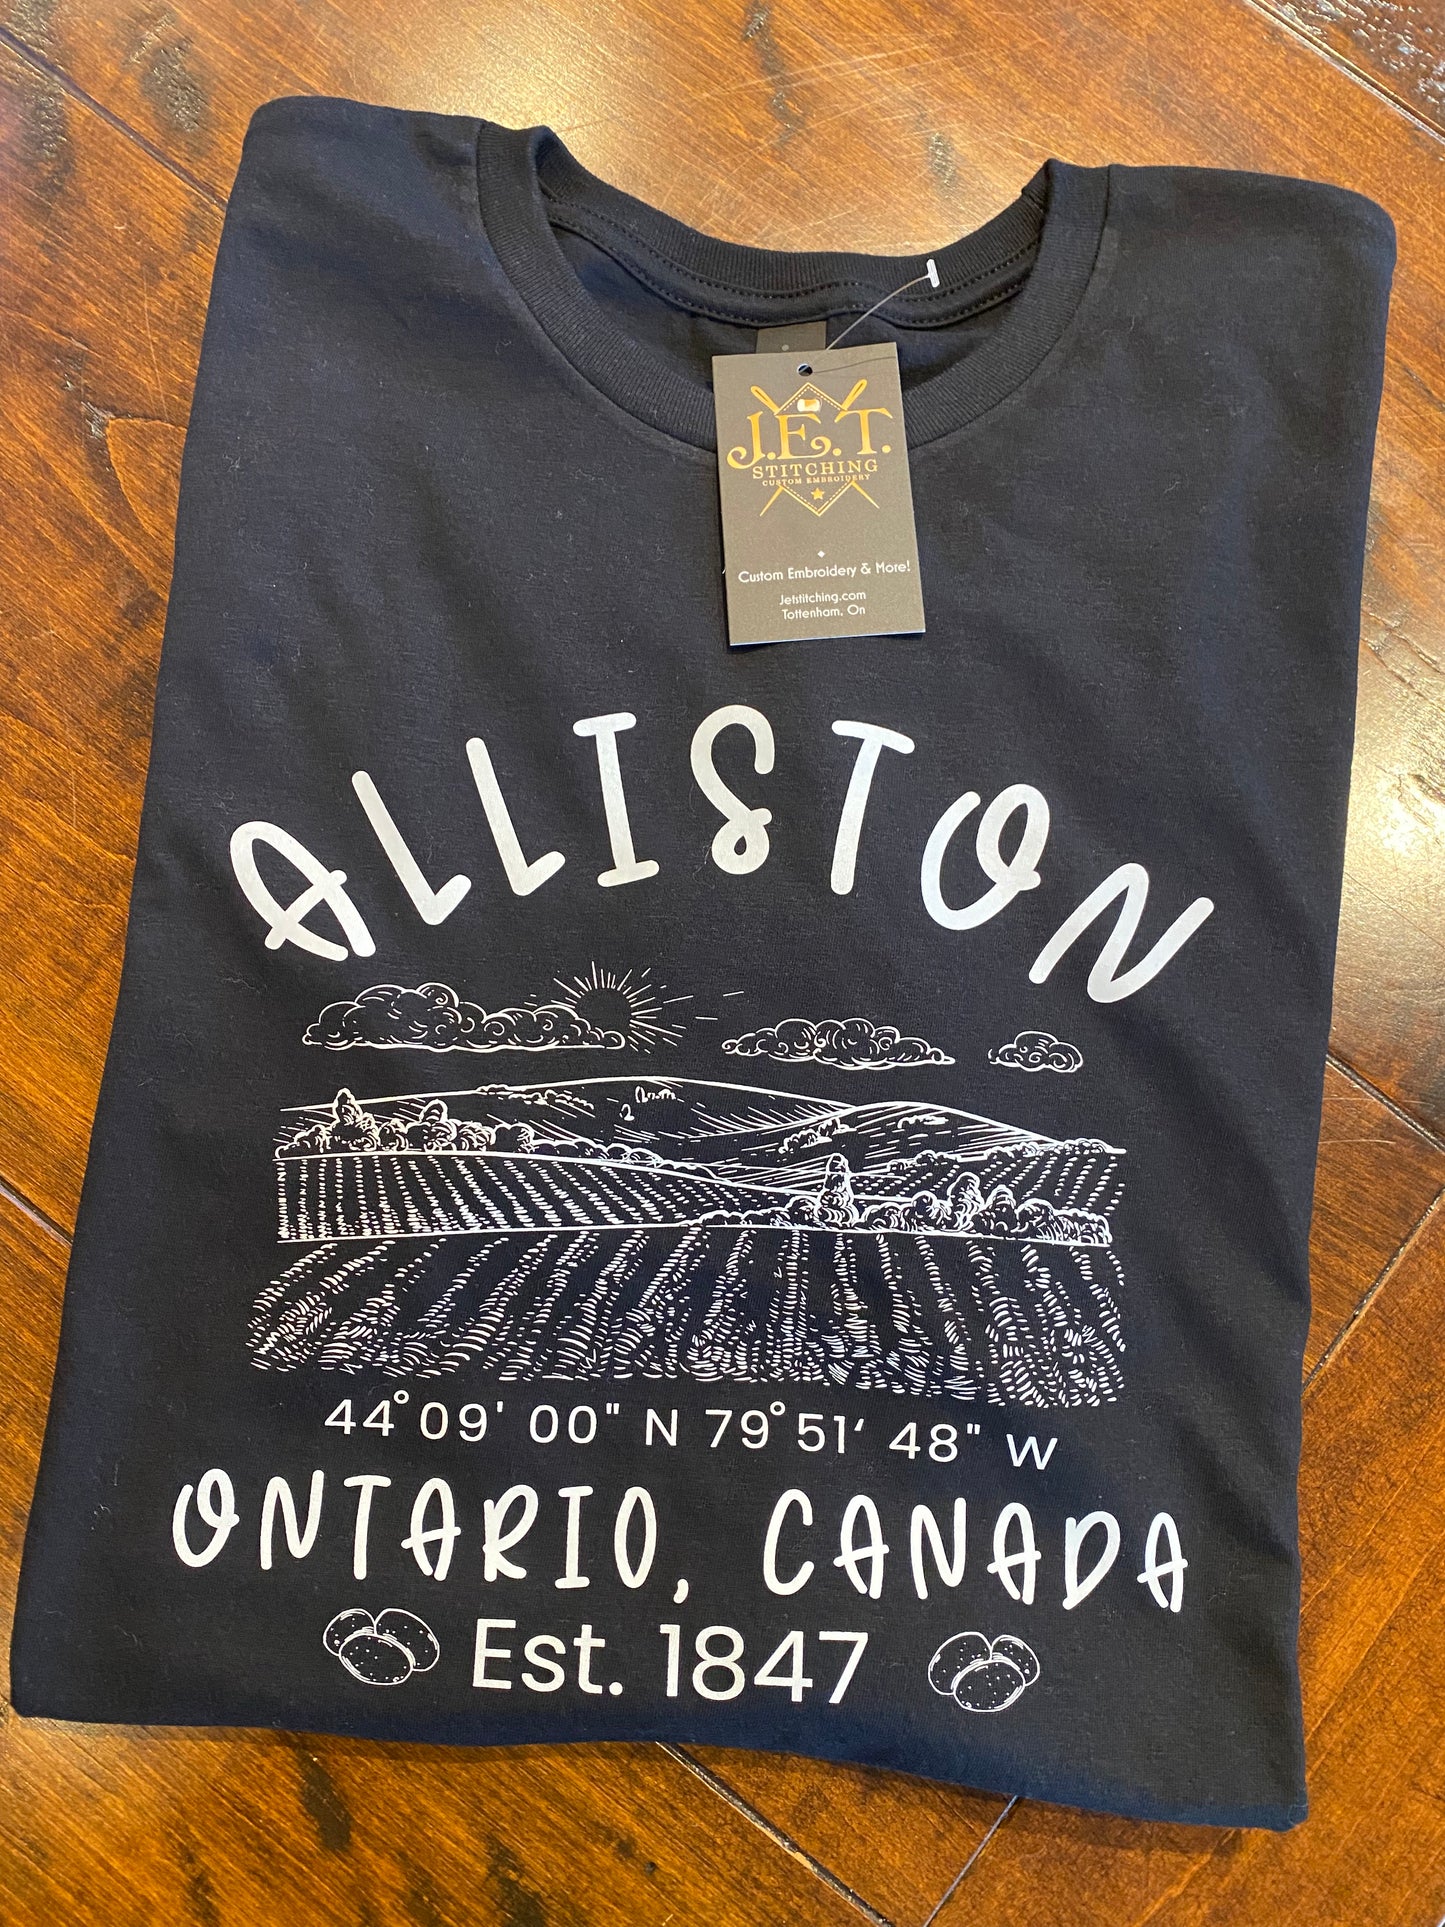 J.E.T.
STITCHING
CUSTOM EMBROIDERY
Custom Embroidery & More!
Jetstitching.com
Tottenham, On
ALLISTON
44° 09' 00" N 79° 51' 48" W
ONTARIO, CANADA
Est. 1847